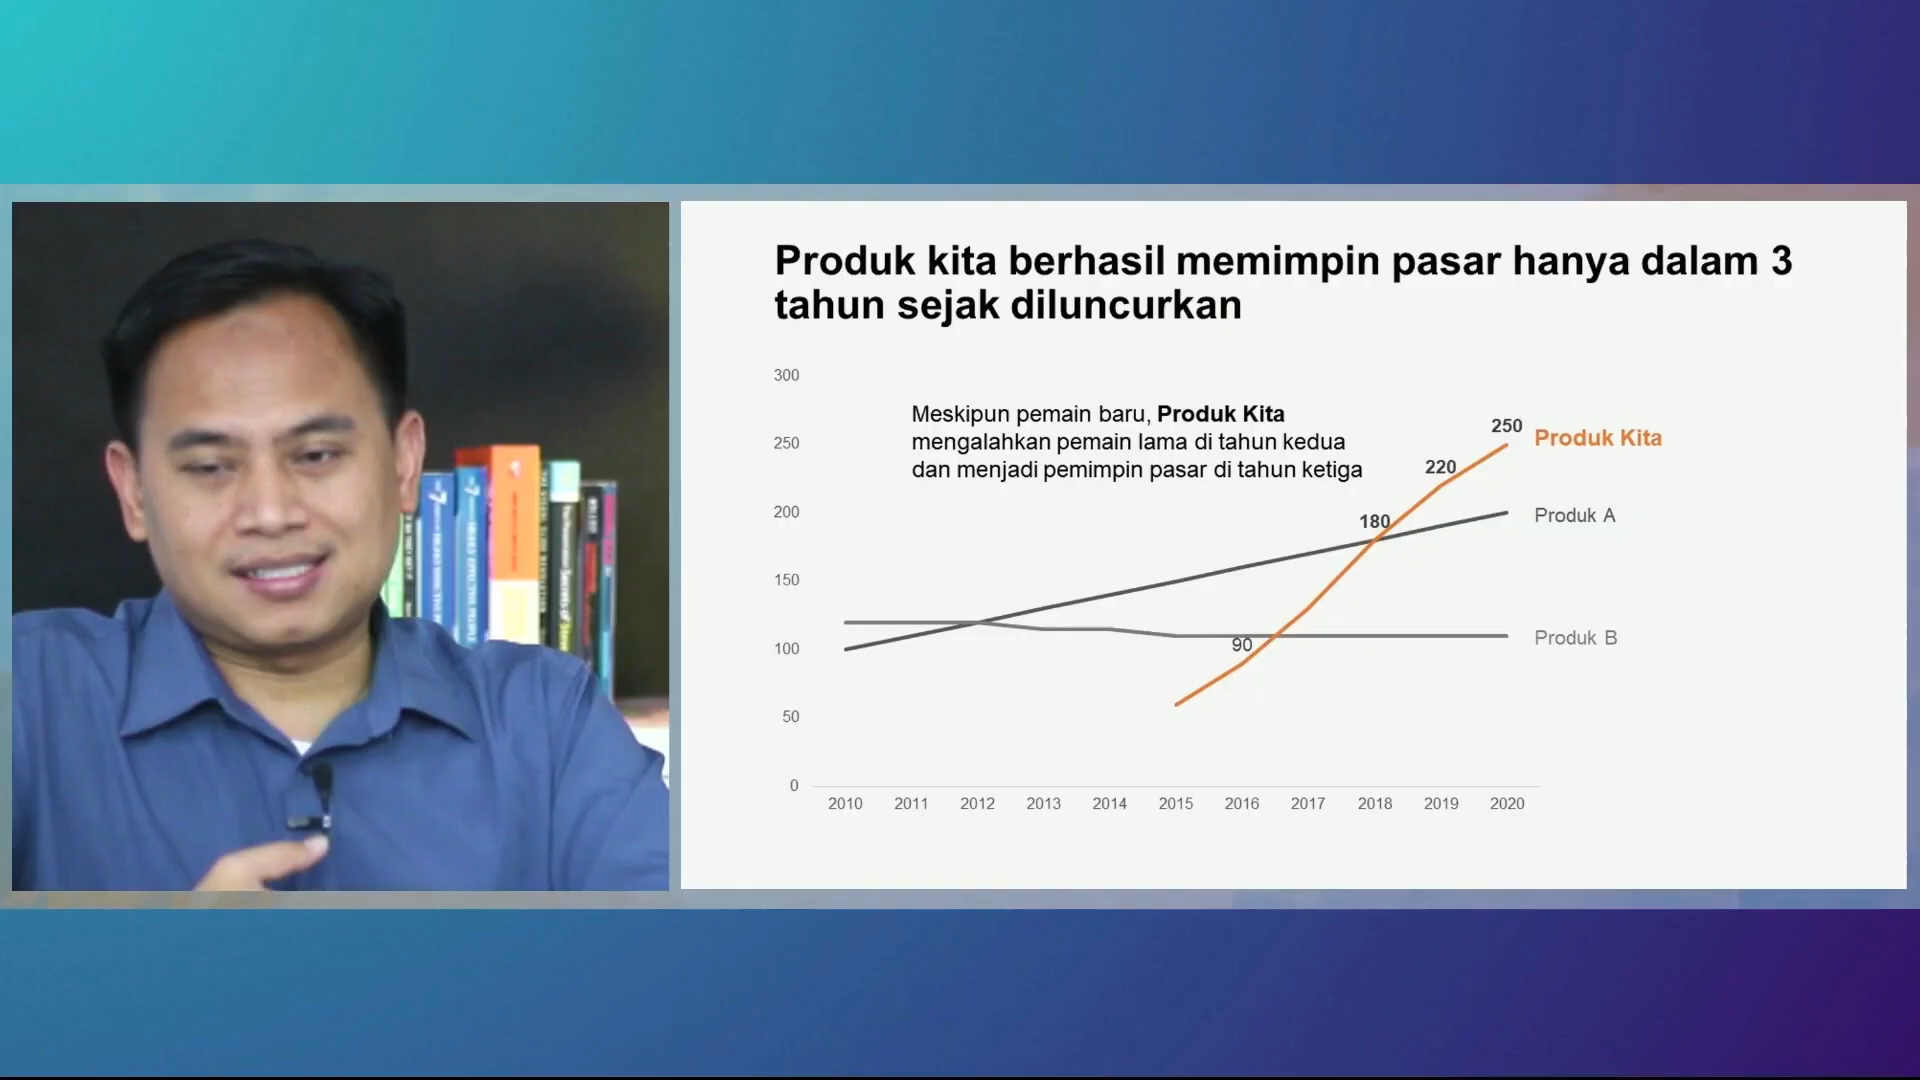 Produk kita berhasil memimpin pasar hanya dalam 3
tahun sejak diluncurkan
300
250
200
150
100
50
0
Meskipun pemain baru, Produk Kita
mengalahkan pemain lama di tahun kedua
dan menjadi pemimpin pasar di tahun ketiga
90
180
220
250
Produk Kita
Produk A
Produk B
2010 2011 2012 2013 2014 2015 2016 2017 2018 2019 2020